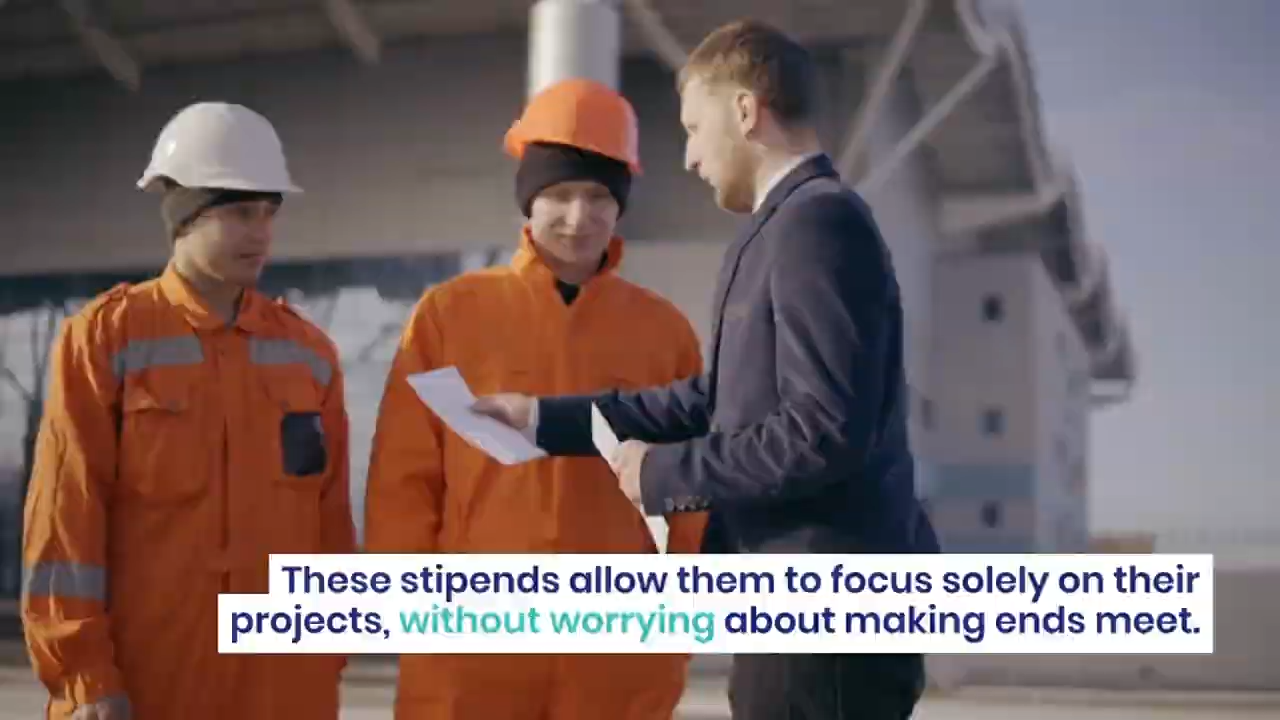 These stipends allow them to focus solely on their
projects, without worrying about making ends meet.